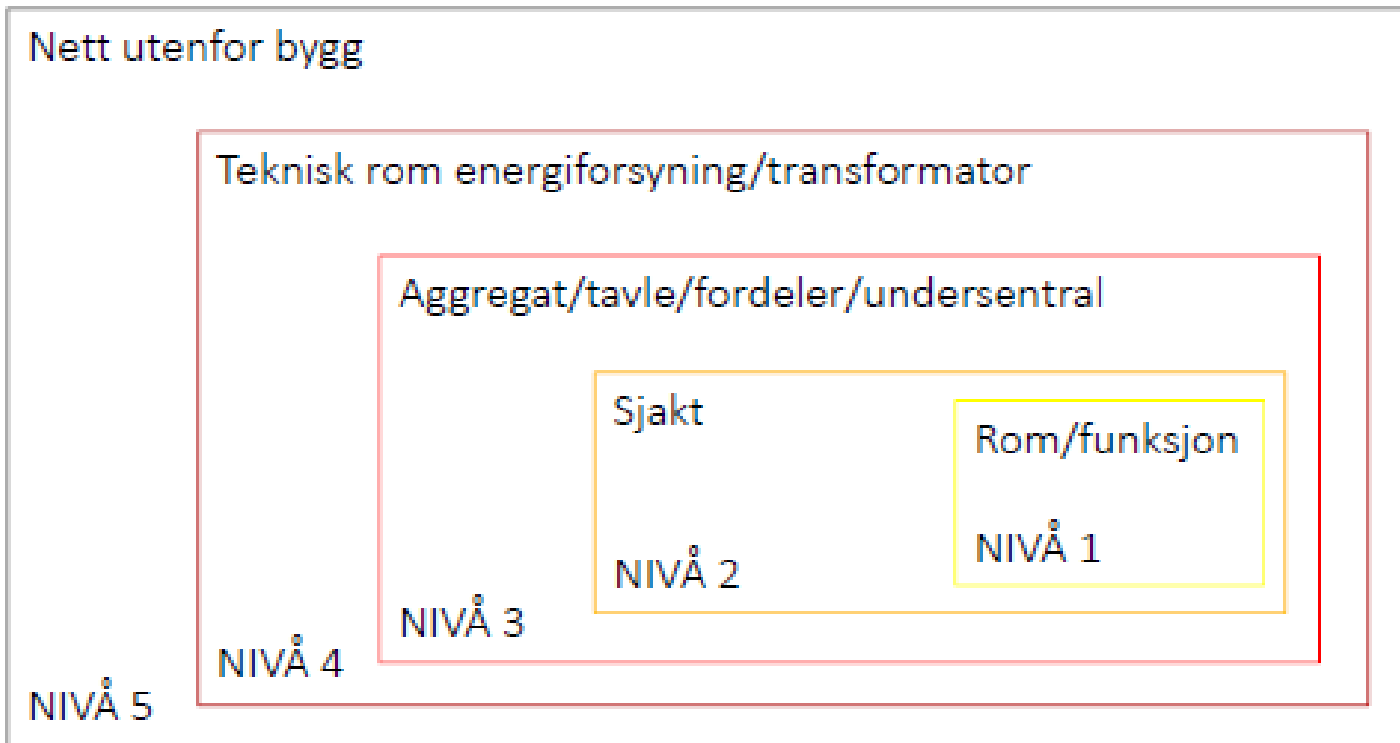 Nett utenfor bygg
Teknisk rom energiforsyning/transformator
Aggregat/tavle/fordeler/undersentral
Sjakt
Rom/funksjon
NIVÅ 1
NIVÅ 2
NIVÅ 3
NIVÅ 4
NIVÅ 5